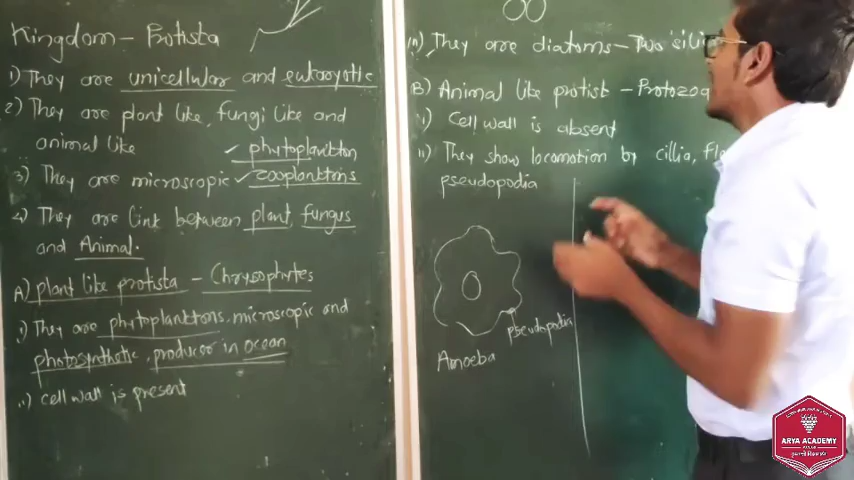 Kingdom - Protista
1) They are unicellular and eukaryotic
2) They are plant like, fungi like and
animal like
✓ phytoplankton
3) They are microscopic ✓ zooplanktons
4) They are link between plant, fungus
and Animal.
A) plant like protista - Chrysophytes
i) They are phytoplanktons, microscopic and
photosynthetic, producer in ocean
ii) cell wall is present
iii) They are diatoms - Two sili
B) Animal like protist - Protozoa
i) Cell wall is absent
ii) They show locomotion by cillia, Fl
pseudopodia
pseudopodia
Amoeba
ARYA ACADEMY